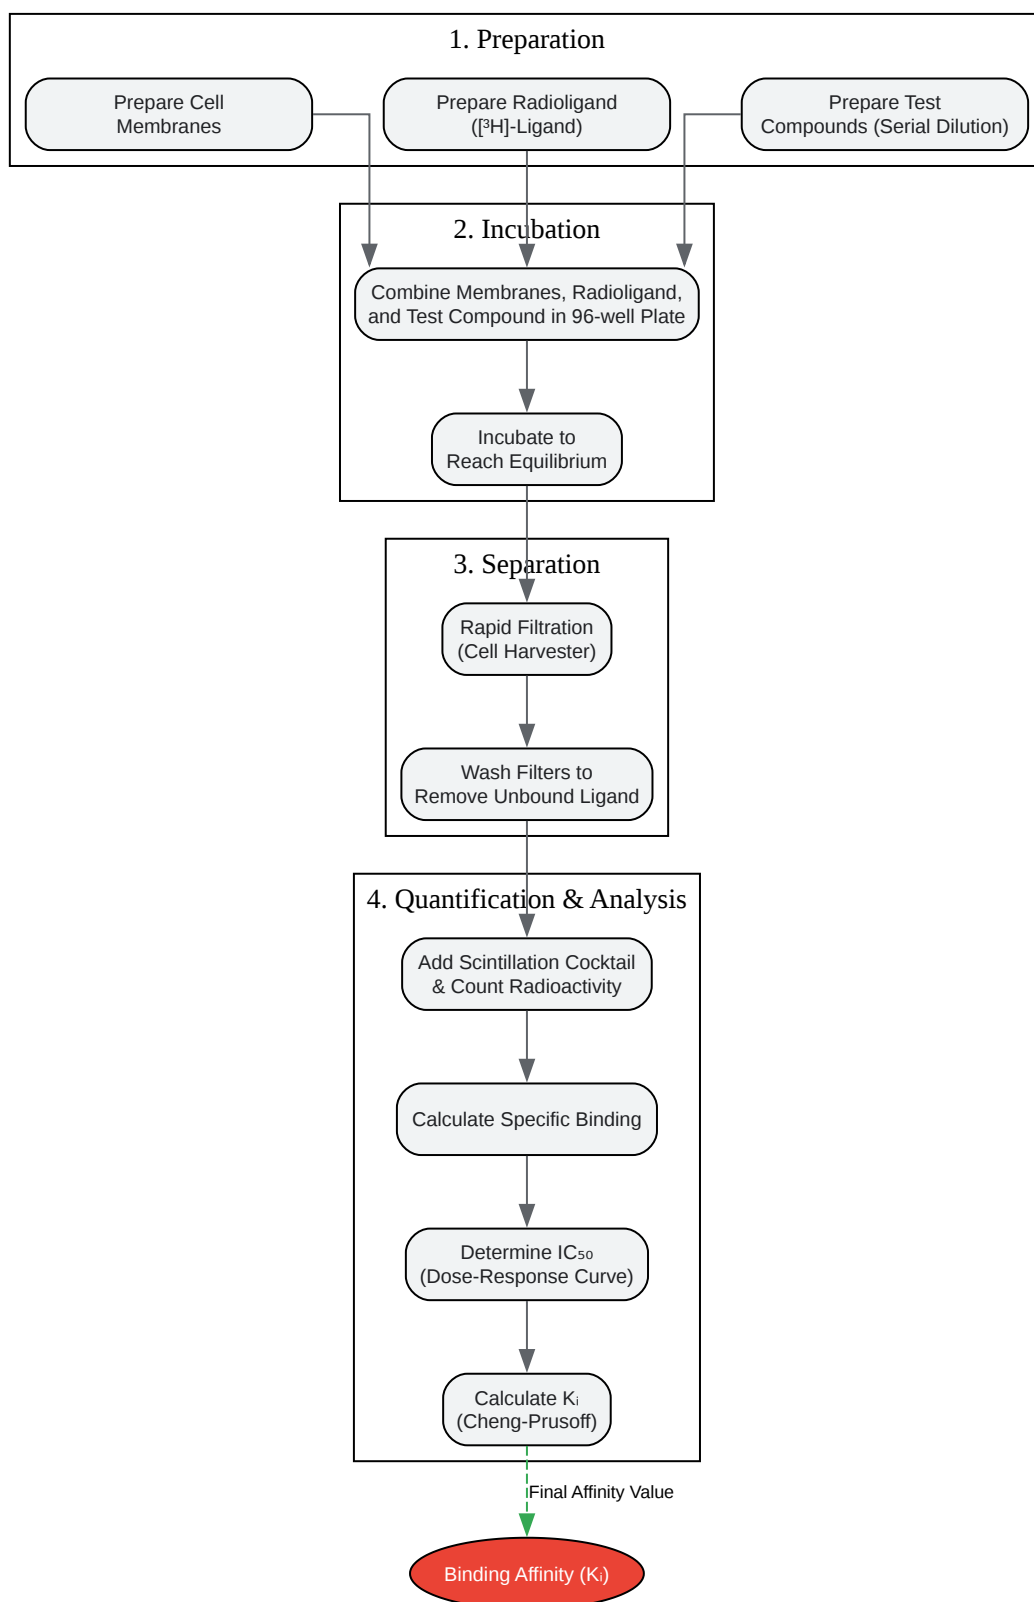 1. Preparation
Prepare Cell
Membranes
Prepare Radioligand
([³H]-Ligand)
Prepare Test
Compounds (Serial Dilution)
2. Incubation
Combine Membranes, Radioligand,
and Test Compound in 96-well Plate
Incubate to
Reach Equilibrium
3. Separation
Rapid Filtration
(Cell Harvester)
Wash Filters to
Remove Unbound Ligand
4. Quantification & Analysis
Add Scintillation Cocktail
& Count Radioactivity
Calculate Specific Binding
Determine IC₅₀
(Dose-Response Curve)
Calculate Kᵢ
(Cheng-Prusoff)
Final Affinity Value
Binding Affinity (Kᵢ)